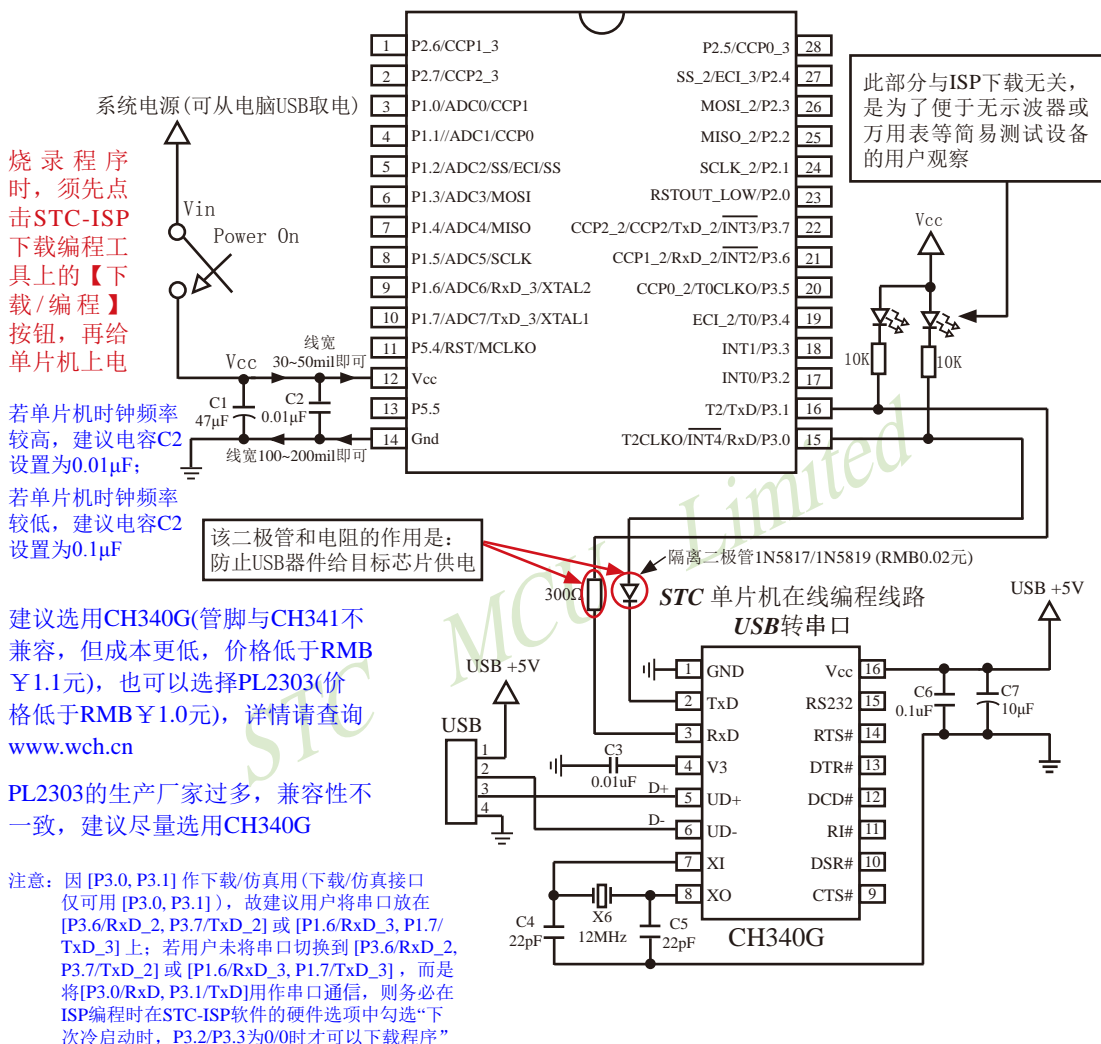 1 P2.6/CCP1_3
2 P2.7/CCP2_3
3 P1.0/ADC0/CCP1
4 P1.1//ADC1/CCP0
5 P1.2/ADC2/SS/ECI/SS
6 P1.3/ADC3/MOSI
7 P1.4/ADC4/MISO
8 P1.5/ADC5/SCLK
9 P1.6/ADC6/RxD_3/XTAL2
10 P1.7/ADC7/TxD_3/XTAL1
11 P5.4/RST/MCLKO
12 Vcc
13 P5.5
14 Gnd
P2.5/CCP0_3 28
SS_2/ECI_3/P2.4 27
MOSI_2/P2.3 26
MISO_2/P2.2 25
SCLK_2/P2.1 24
RSTOUT_LOW/P2.0 23
CCP2_2/CCP2/TxD_2/INT3/P3.7 22
CCP1_2/RxD_2/INT2/P3.6 21
CCP0_2/T0CLKO/P3.5 20
ECI_2/T0/P3.4 19
INT1/P3.3 18
INT0/P3.2 17
T2/TxD/P3.1 16
T2CLKO/INT4/RxD/P3.0 15
此部分与ISP下载无关，
是为了便于无示波器或
万用表等简易测试设备
的用户观察
Vcc
10K
10K
系统电源(可从电脑USB取电)
Vin
Power On
烧录程序
时，须先点
击STC-ISP
下载编程工
具上的【下
载/编程】
按钮，再给
单片机上电
Vcc
线宽
30~50mil即可
C1
47μF
C2
0.01μF
线宽100~200mil即可
若单片机时钟频率
较高，建议电容C2
设置为0.01μF；
若单片机时钟频率
较低，建议电容C2
设置为0.1μF
该二极管和电阻的作用是：
防止USB器件给目标芯片供电
隔离二极管1N5817/1N5819 (RMB0.02元)
300Ω
STC 单片机在线编程线路
USB转串口
STC MCU Limited
建议选用CH340G(管脚与CH341不
兼容，但成本更低，价格低于RMB
￥1.1元)，也可以选择PL2303(价
格低于RMB￥1.0元)，详情请查询
www.wch.cn
PL2303的生产厂家过多，兼容性不
一致，建议尽量选用CH340G
USB +5V
USB
1
2
3
4
C3
0.01uF
D+
D-
1 GND
2 TxD
3 RxD
4 V3
5 UD+
6 UD-
7 XI
8 XO
Vcc 16
RS232 15
RTS# 14
DTR# 13
DCD# 12
RI# 11
DSR# 10
CTS# 9
CH340G
USB +5V
C6
0.1uF
C7
10μF
C4
22pF
X6
12MHz
C5
22pF
注意：因 [P3.0, P3.1] 作下载/仿真用(下载/仿真接口
仅可用 [P3.0, P3.1])，故建议用户将串口放在
[P3.6/RxD_2, P3.7/TxD_2] 或 [P1.6/RxD_3, P1.7/
TxD_3] 上；若用户未将串口切换到 [P3.6/RxD_2,
P3.7/TxD_2] 或 [P1.6/RxD_3, P1.7/TxD_3]，而是
将[P3.0/RxD, P3.1/TxD]用作串口通信，则务必在
ISP编程时在STC-ISP软件的硬件选项中勾选“下
次冷启动时，P3.2/P3.3为0/0时才可以下载程序”